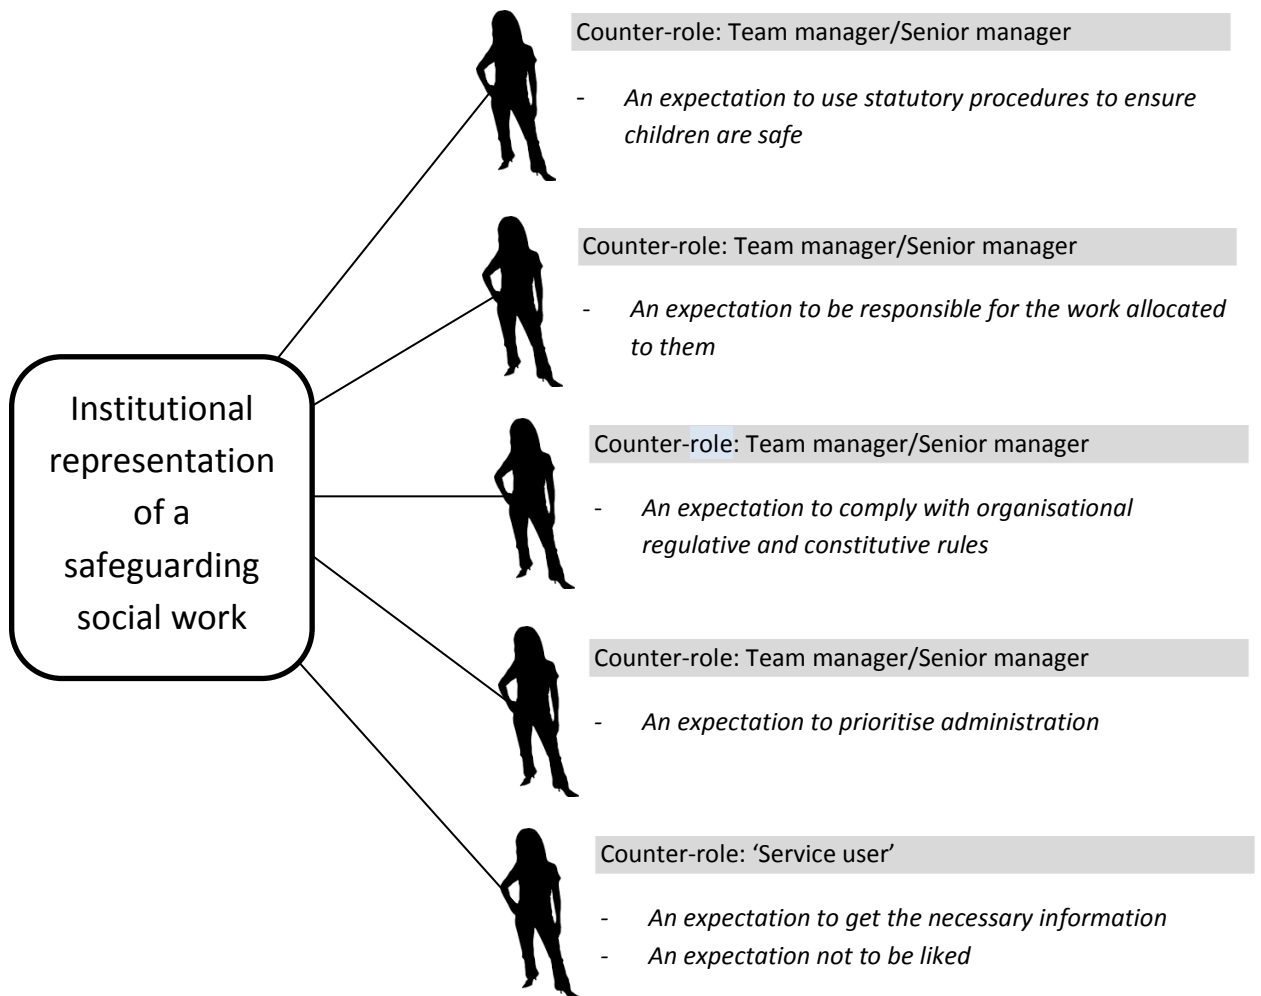 Counter-role: Team manager/Senior manager
- An expectation to use statutory procedures to ensure
children are safe
Counter-role: Team manager/Senior manager
- An expectation to be responsible for the work allocated
to them
Institutional
representation
of a
safeguarding
social work
Counter-role: Team manager/Senior manager
- An expectation to comply with organisational
regulative and constitutive rules
Counter-role: Team manager/Senior manager
- An expectation to prioritise administration
Counter-role: ‘Service user’
- An expectation to get the necessary information
- An expectation not to be liked